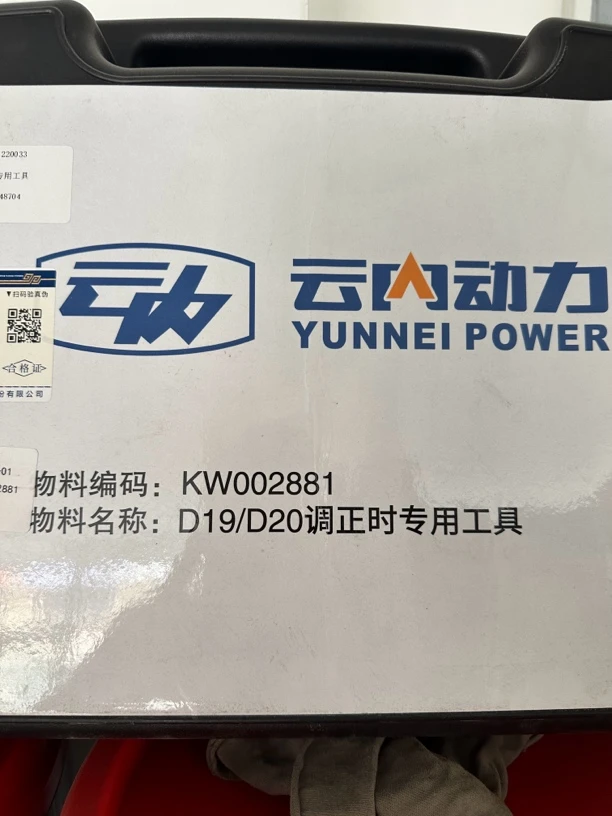 220033
专用工具
48704
云内动力
YUNNEI POWER
▼扫码验真伪
合格证
份有限公司
01
2881
物料编码：KW002881
物料名称：D19/D20调正时专用工具